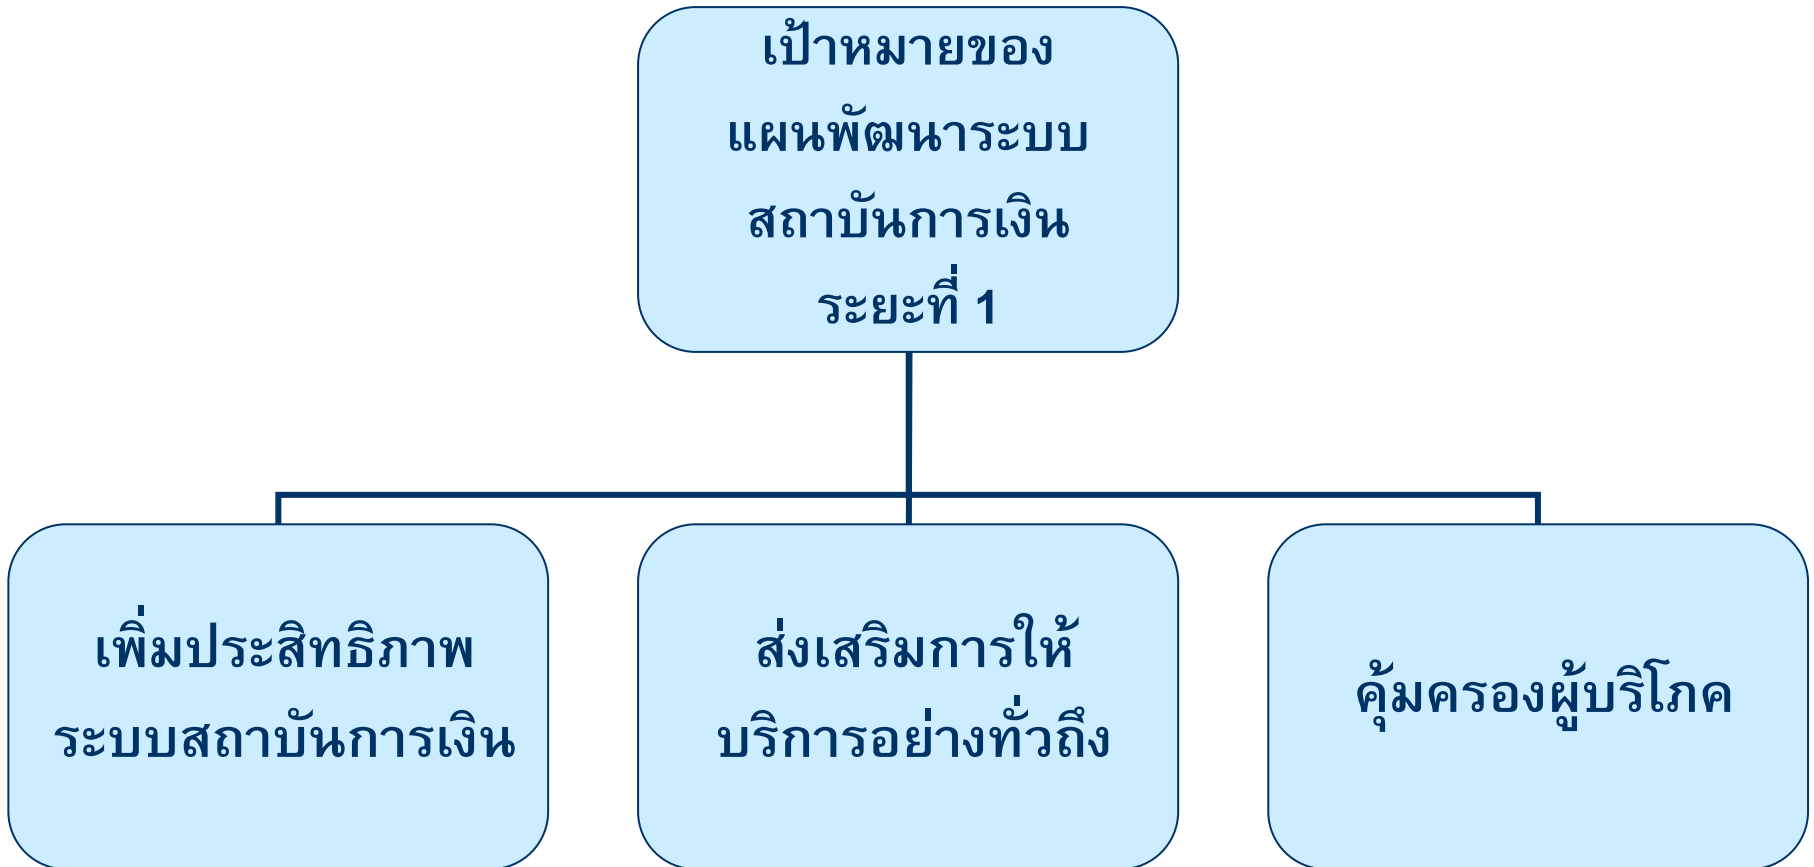 เป้าหมายของ
แผนพัฒนาระบบ
สถาบันการเงิน
ระยะที่ 1
เพิ่มประสิทธิภาพ
ระบบสถาบันการเงิน
ส่งเสริมการให้
บริการอย่างทั่วถึง
คุ้มครองผู้บริโภค